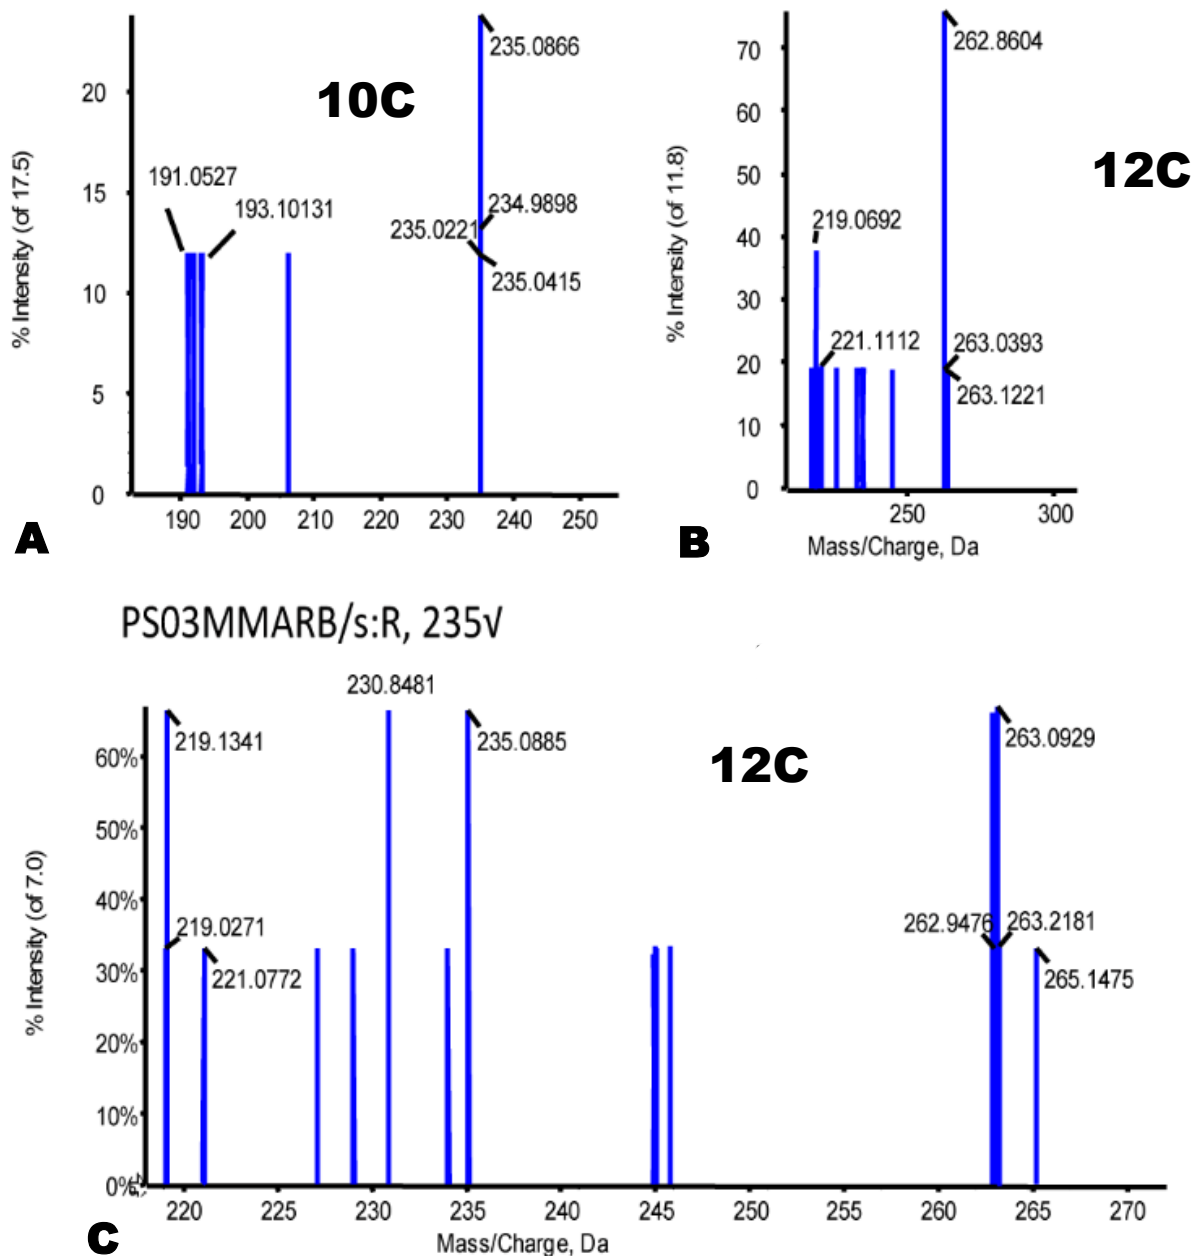 235.0866
20
10C
% Intensity (of 17.5)
191.0527
15
193.10131
234.9898
235.0221
235.0415
10
5
0
190 200 210 220 230 240 250
A
262.8604
70
60
12C
50
% Intensity (of 11.8)
219.0692
40
30
221.1112
263.0393
20
263.1221
10
0
250 300
B
Mass/Charge, Da
PS03MMARB/s:R, 235√
230.8481
219.1341
235.0885
12C
263.0929
60%
50%
% Intensity (of 7.0)
40%
219.0271
262.9476
263.2181
30%
221.0772
265.1475
20%
10%
0%
220 225 230 235 240 245 250 255 260 265 270
C
Mass/Charge, Da